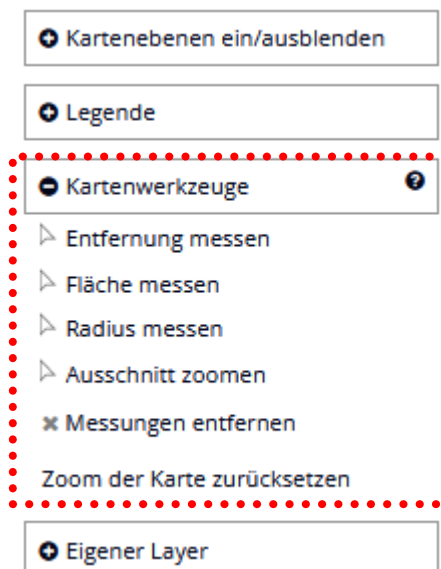 Kartenebenen ein/ausblenden
Legende
Kartenwerkzeuge
Entfernung messen
Fläche messen
Radius messen
Ausschnitt zoomen
Messungen entfernen
Zoom der Karte zurücksetzen
Eigener Layer